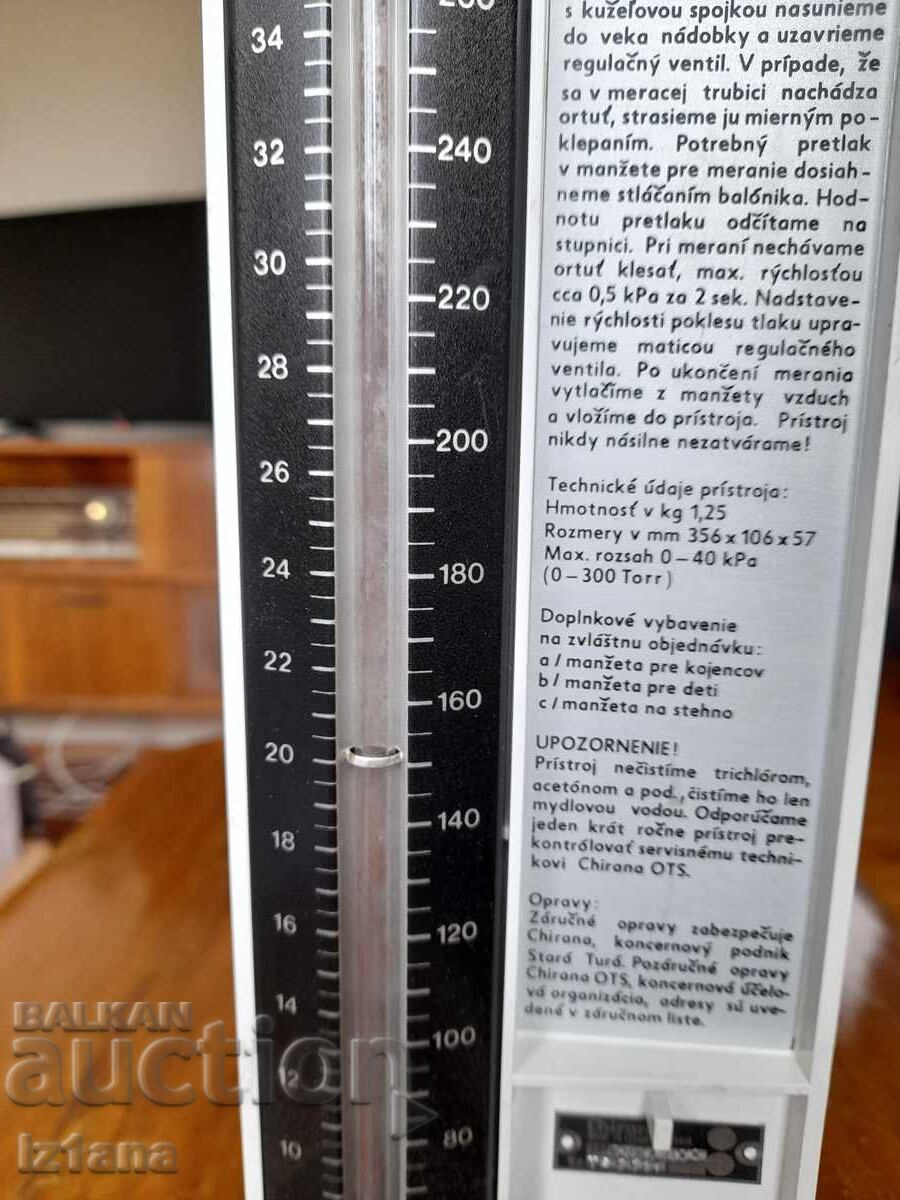 34
32
30
28
26
24
22
20
18
16
14
12
10
240
220
200
180
160
140
120
100
80
s kužeľovou spojkou nasunieme
do veka nádobky a uzavrieme
regulačný ventil. V prípade, že
sa v meracej trubici nachádza
ortuť, strasieme ju mierným po-
klepaním. Potrebný pretlak
v manžete pre meranie dosiah-
neme stláčaním balónika. Hod-
notu pretlaku odčítame na
stupnici. Pri meraní nechávame
ortuť klesať, max. rýchlosťou
cca 0,5 kPa za 2 sek. Nadstave-
nie rýchlosti poklesu tlaku upra-
vujeme maticou regulačného
ventila. Po ukončení merania
vytlačíme z manžety vzduch
a vložíme do prístroja. Prístroj
nikdy násilne nezatvárame!
Technické údaje prístroja:
Hmotnosť v kg 1,25
Rozmery v mm 356 x 106 x 57
Max. rozsah 0 – 40 kPa
(0 – 300 Torr)
Doplnkové vybavenie
na zvláštnu objednávku:
a / manžeta pre kojencov
b / manžeta pre deti
c / manžeta na stehno
UPOZORNENIE!
Prístroj nečistíme trichlórom,
acetónom a pod., čistíme ho len
mydlovou vodou. Odporúčame
jeden krát ročne prístroj pre-
kontrólovať servisnému techni-
kovi Chirana OTS.
Opravy:
Záručné opravy zabezpečuje
Chirana, koncernový podnik
Stará Turá. Pozáručné opravy
Chirana OTS, koncernová účelo-
vá organizácia, adresy sú uve-
dené v záručnom liste.
BALKAN
auction
iz1ana